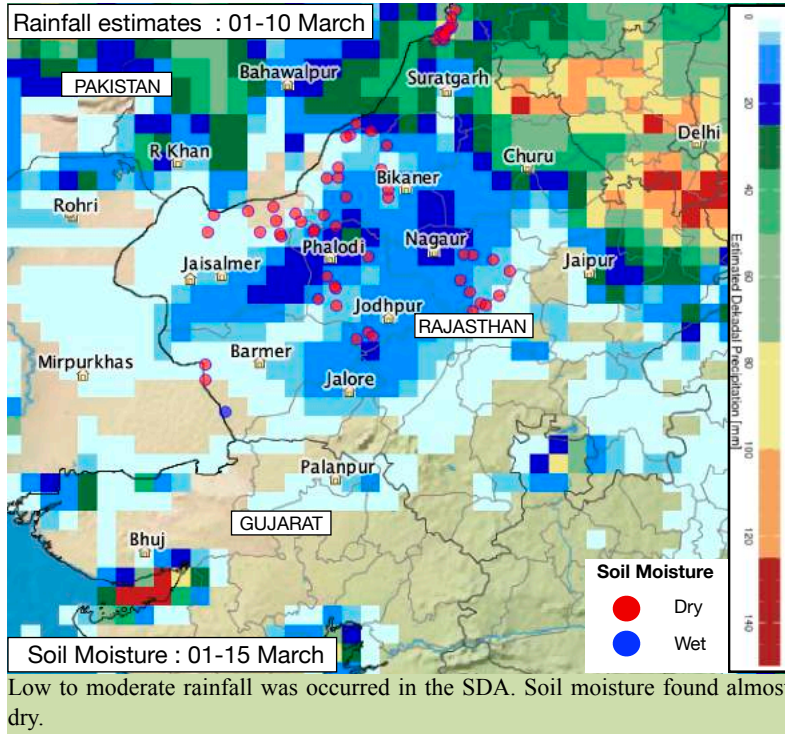 Rainfall estimates : 01-10 March
PAKISTAN
Bahawalpur
Suratgarh
Delhi
R Khan
Churu
Bikaner
Rohri
Phalodi
Nagaur
Jaisalmer
Jaipur
Jodhpur
RAJASTHAN
Mirpurkhas
Barmer
Jalore
Palanpur
GUJARAT
Bhuj
0
20
40
60
80
100
120
140
Estimated Dekadal Precipitation [mm]
Soil Moisture
Dry
Wet
Soil Moisture : 01-15 March
Low to moderate rainfall was occurred in the SDA. Soil moisture found almost
dry.